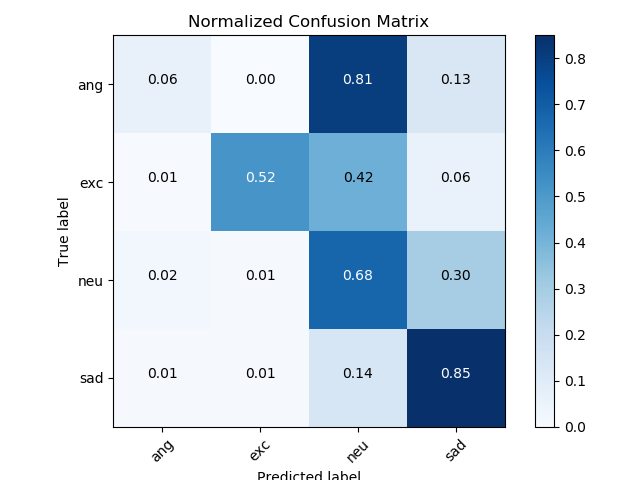 Normalized Confusion Matrix
True label
ang 0.06 0.00 0.81 0.13
exc 0.01 0.52 0.42 0.06
neu 0.02 0.01 0.68 0.30
sad 0.01 0.01 0.14 0.85
ang exc neu sad
Predicted label
0.8
0.7
0.6
0.5
0.4
0.3
0.2
0.1
0.0